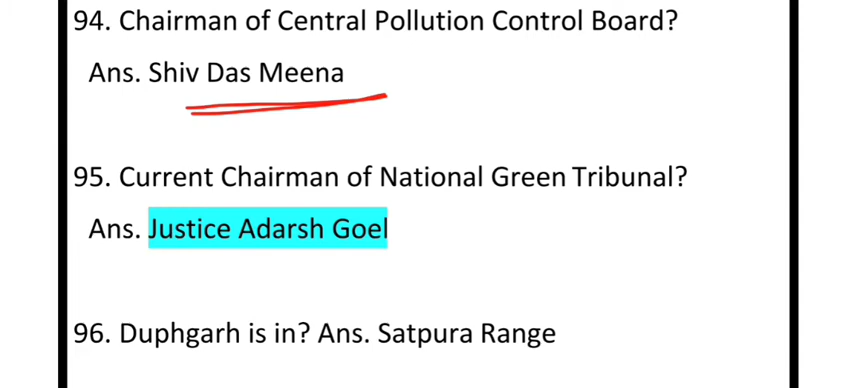 94. Chairman of Central Pollution Control Board?
Ans. Shiv Das Meena
95. Current Chairman of National Green Tribunal?
Ans. Justice Adarsh Goel
96. Duphgarh is in? Ans. Satpura Range